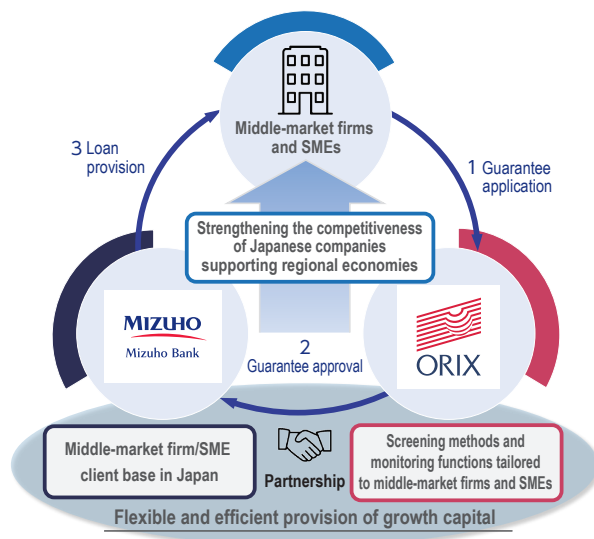 Middle-market firms
and SMEs
3 Loan
provision
1 Guarantee
application
Strengthening the competitiveness
of Japanese companies
supporting regional economies
MIZUHO
Mizuho Bank
ORIX
2
Guarantee approval
Middle-market firm/SME
client base in Japan
Partnership
Screening methods and
monitoring functions tailored
to middle-market firms and SMEs
Flexible and efficient provision of growth capital